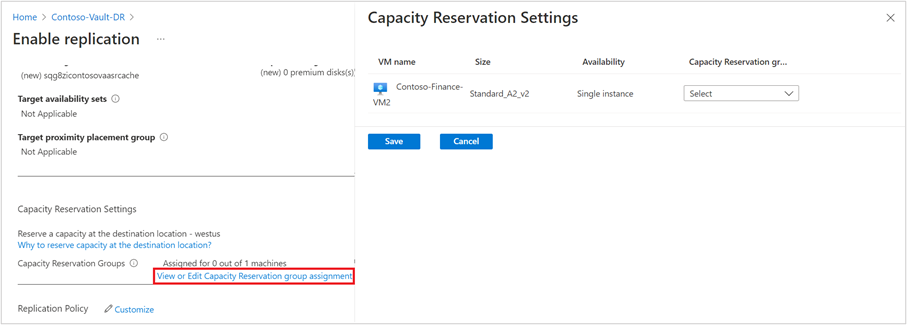 Home > Contoso-Vault-DR >
Enable replication ...
(new) sqg8zicontosovaasrcache
(new) 0 premium disks(s)
Target availability sets
Not Applicable
Target proximity placement group
Not Applicable
Capacity Reservation Settings
Reserve a capacity at the destination location - westus
Why to reserve capacity at the destination location?
Capacity Reservation Groups Assigned for 0 out of 1 machines
View or Edit Capacity Reservation group assignment
Replication Policy Customize
Capacity Reservation Settings
VM name Size Availability Capacity Reservation gr...
Contoso-Finance-
VM2 Standard_A2_v2 Single instance Select
Save Cancel